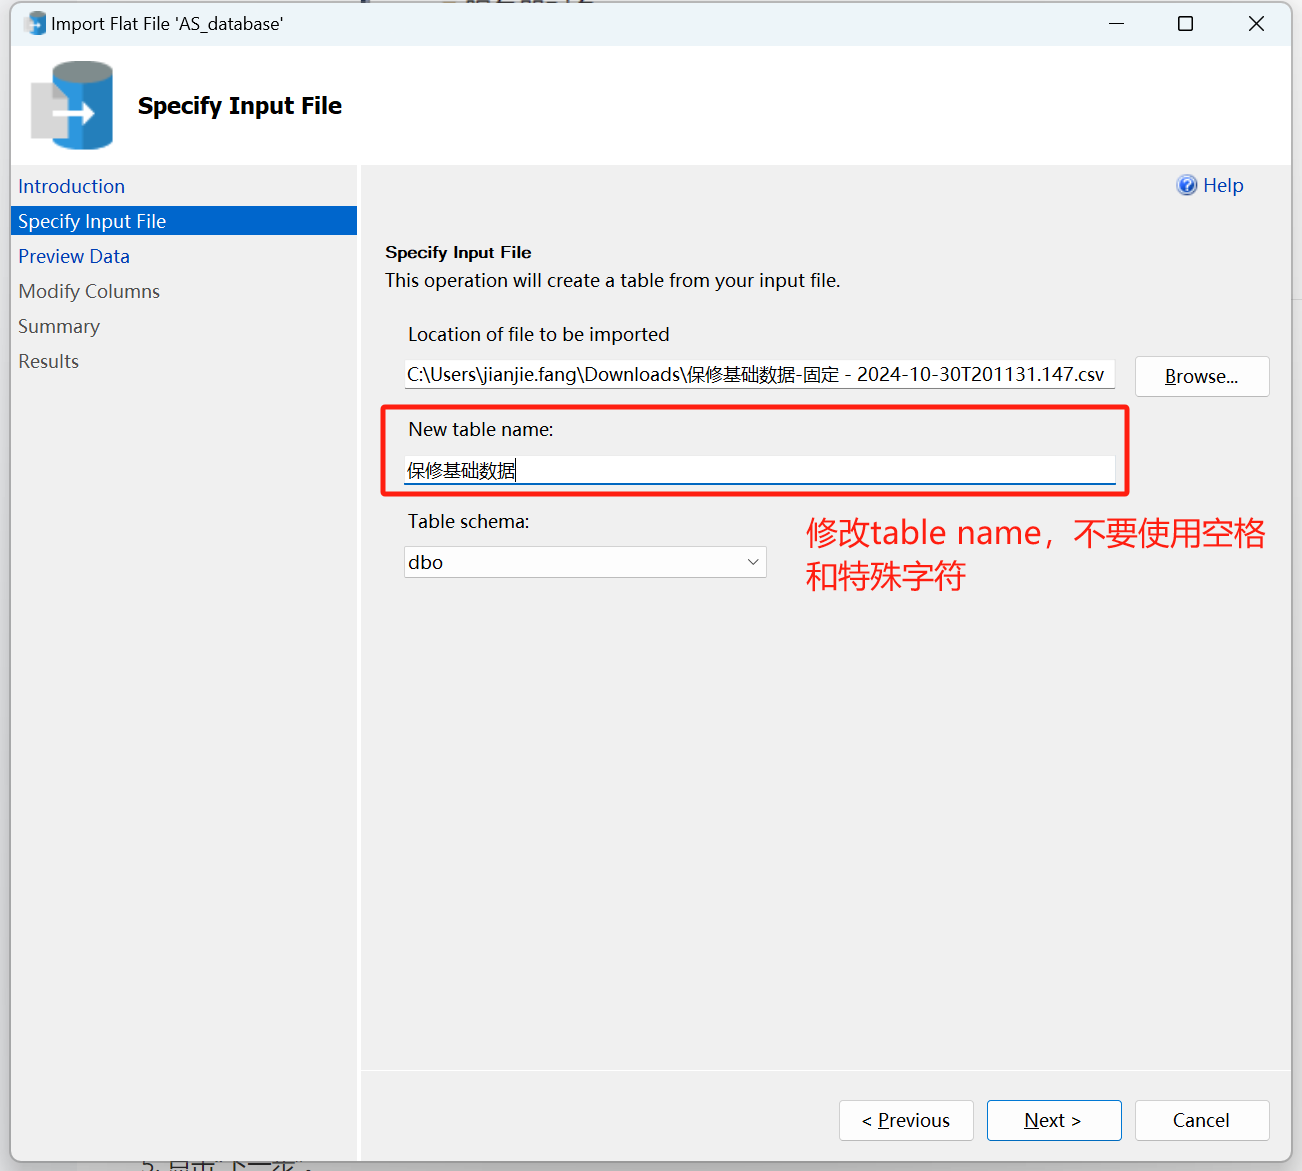 Import Flat File 'AS_database'
Specify Input File
Introduction
Specify Input File
Preview Data
Modify Columns
Summary
Results
Help
Specify Input File
This operation will create a table from your input file.
Location of file to be imported
C:\Users\jianjie.fang\Downloads\保修基础数据-固定 - 2024-10-30T201131.147.csv
Browse...
New table name:
保修基础数据
Table schema:
dbo
修改table name，不要使用空格
和特殊字符
< Previous
Next >
Cancel